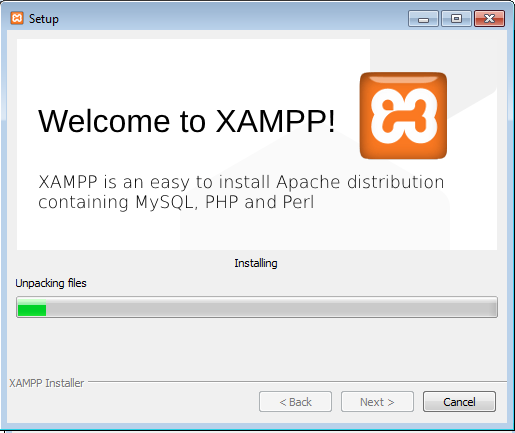 Setup
Welcome to XAMPP!
XAMPP is an easy to install Apache distribution
containing MySQL, PHP and Perl
Installing
Unpacking files
XAMPP Installer
< Back
Next >
Cancel